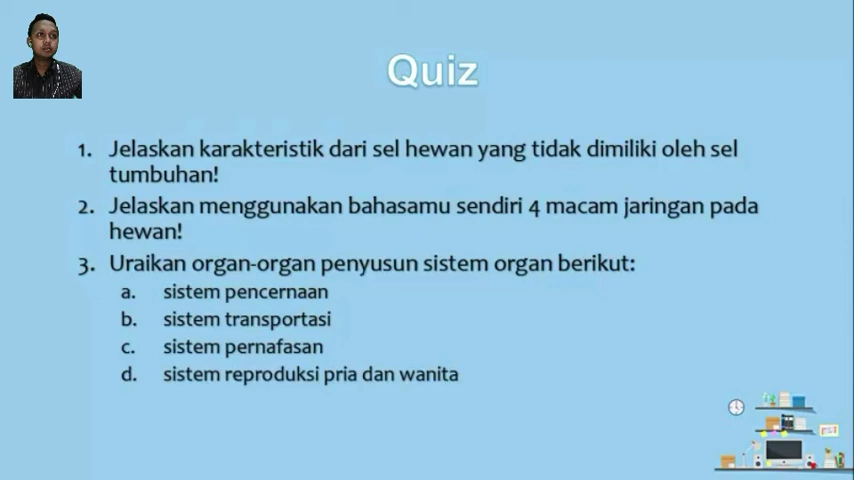 Quiz
1. Jelaskan karakteristik dari sel hewan yang tidak dimiliki oleh sel
tumbuhan!
2. Jelaskan menggunakan bahasamu sendiri 4 macam jaringan pada
hewan!
3. Uraikan organ-organ penyusun sistem organ berikut:
a. sistem pencernaan
b. sistem transportasi
c. sistem pernafasan
d. sistem reproduksi pria dan wanita